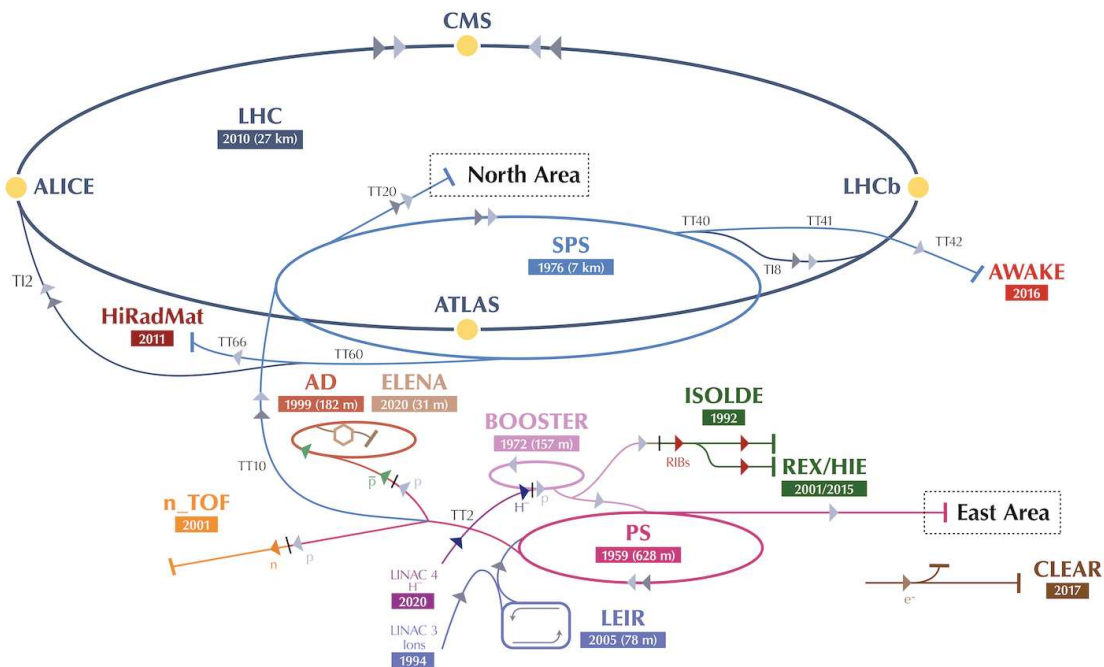 CMS
LHC
2010 (27 km)
ALICE
TT20
North Area
LHCb
TT40
TT41
SPS
1976 (7 km)
TI8
TT42
AWAKE
2016
TI2
HiRadMat
2011
ATLAS
TT66
TT60
AD
1999 (182 m)
ELENA
2020 (31 m)
ISOLDE
1992
BOOSTER
1972 (157 m)
RIBs
REX/HIE
2001/2015
TT10
p̅
p
H⁻
p
n_TOF
2001
TT2
East Area
PS
1959 (628 m)
n
p
LINAC 4
H⁻
2020
CLEAR
2017
e⁻
LEIR
2005 (78 m)
LINAC 3
Ions
1994